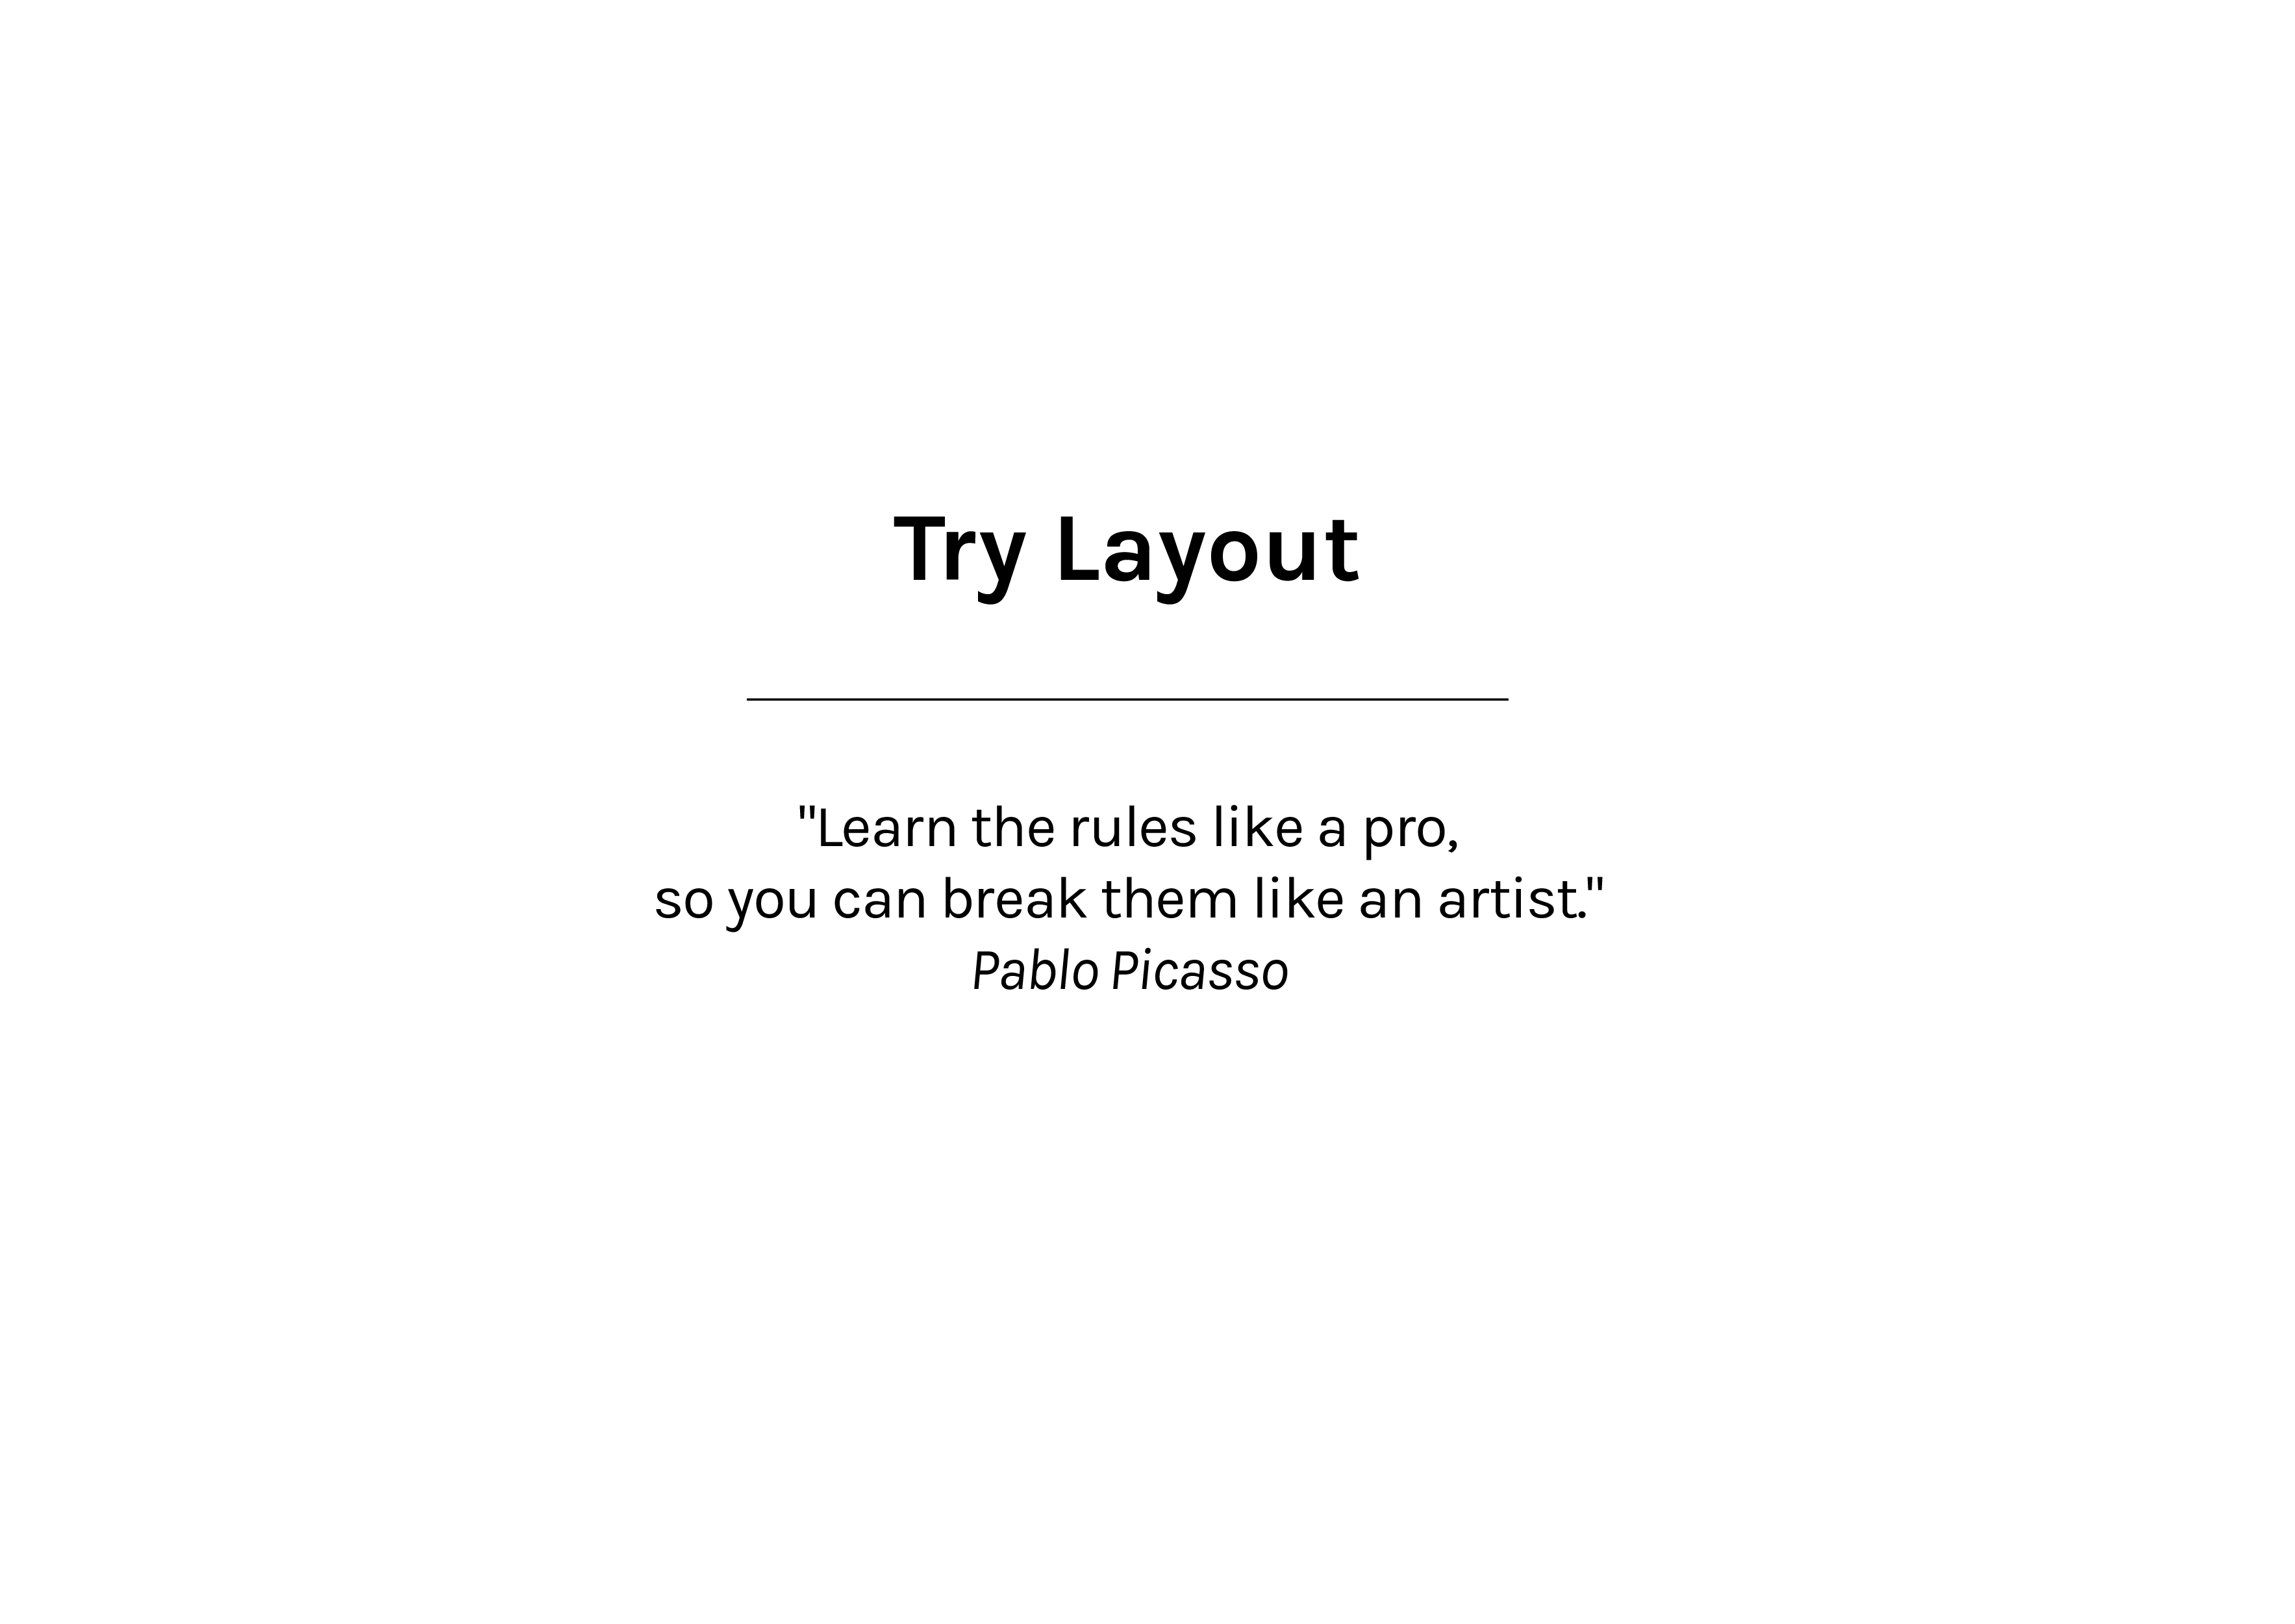 Try Layout
"Learn the rules like a pro,
so you can break them like an artist."
Pablo Picasso